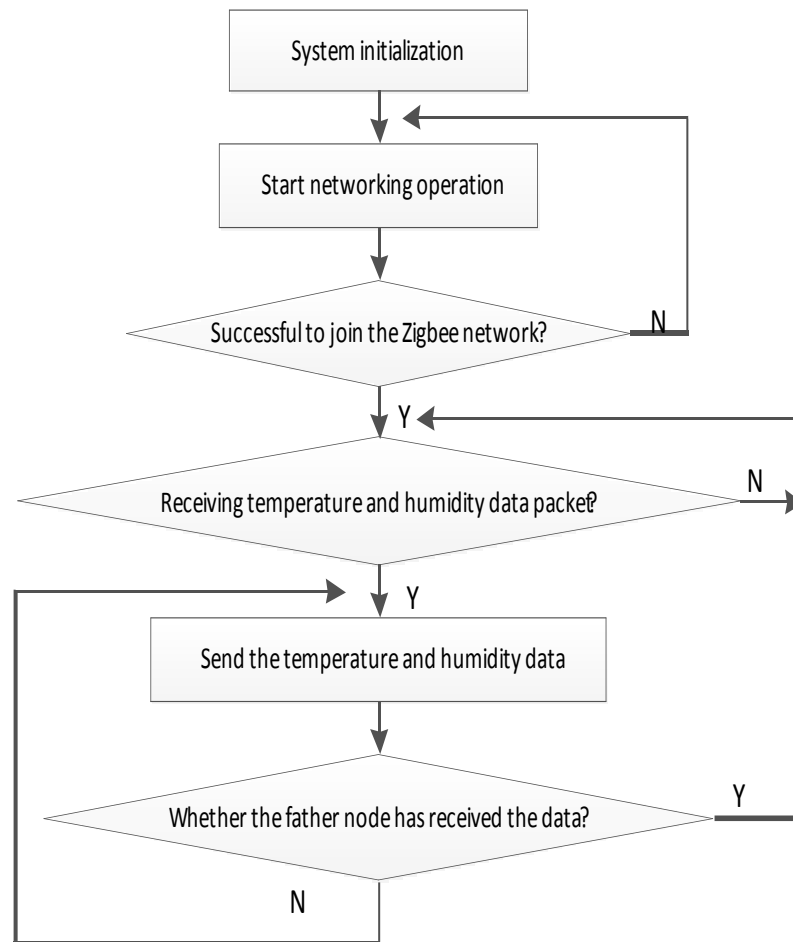 System initialization
Start networking operation
Successful to join the Zigbee network?
N
Y
Receiving temperature and humidity data packet?
N
Y
Send the temperature and humidity data
Whether the father node has received the data?
Y
N